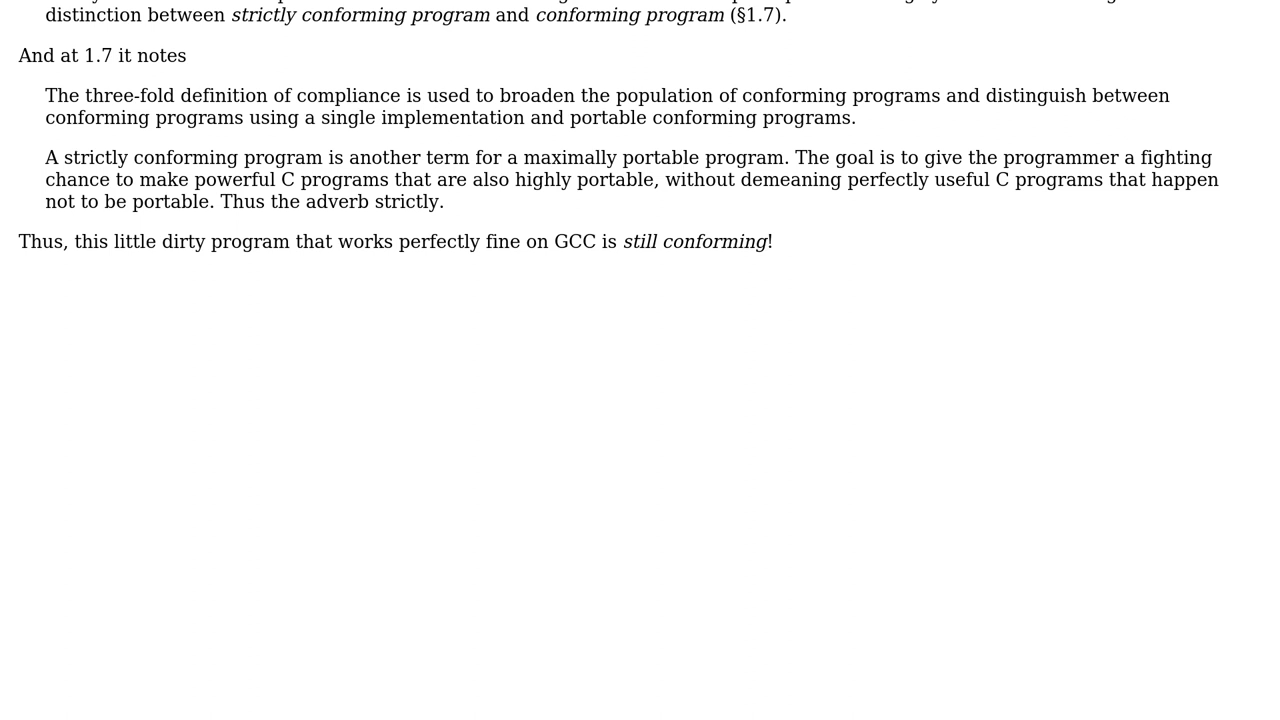 distinction between strictly conforming program and conforming program (§1.7).
And at 1.7 it notes
The three-fold definition of compliance is used to broaden the population of conforming programs and distinguish between
conforming programs using a single implementation and portable conforming programs.
A strictly conforming program is another term for a maximally portable program. The goal is to give the programmer a fighting
chance to make powerful C programs that are also highly portable, without demeaning perfectly useful C programs that happen
not to be portable. Thus the adverb strictly.
Thus, this little dirty program that works perfectly fine on GCC is still conforming!